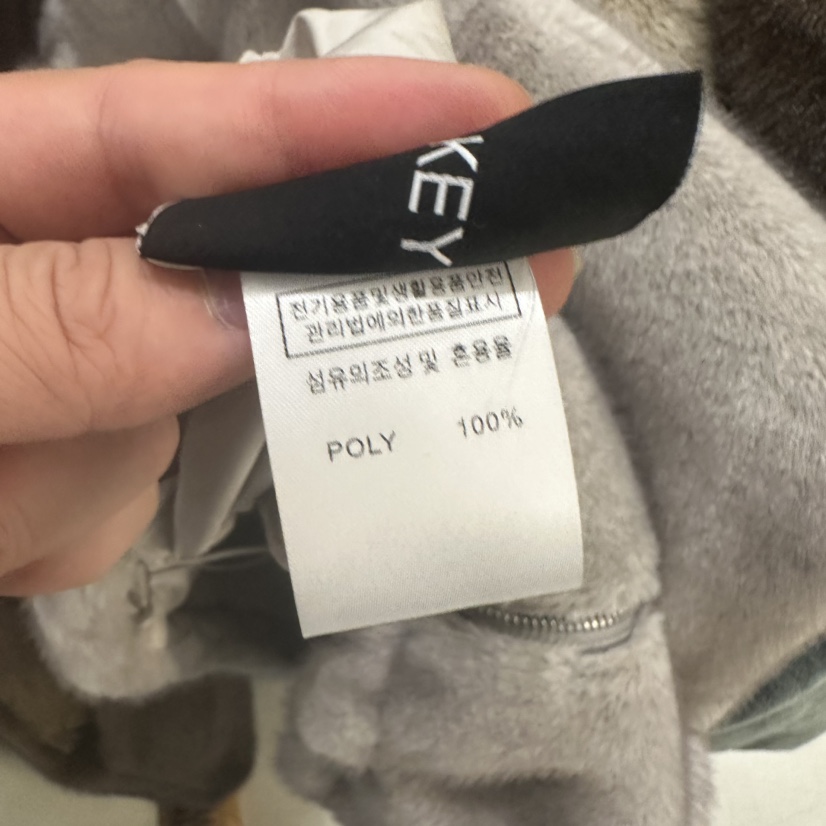 KEY
전기용품및생활용품안전
관리법에의한품질표시
섬유의조성 및 혼용율
POLY 100%